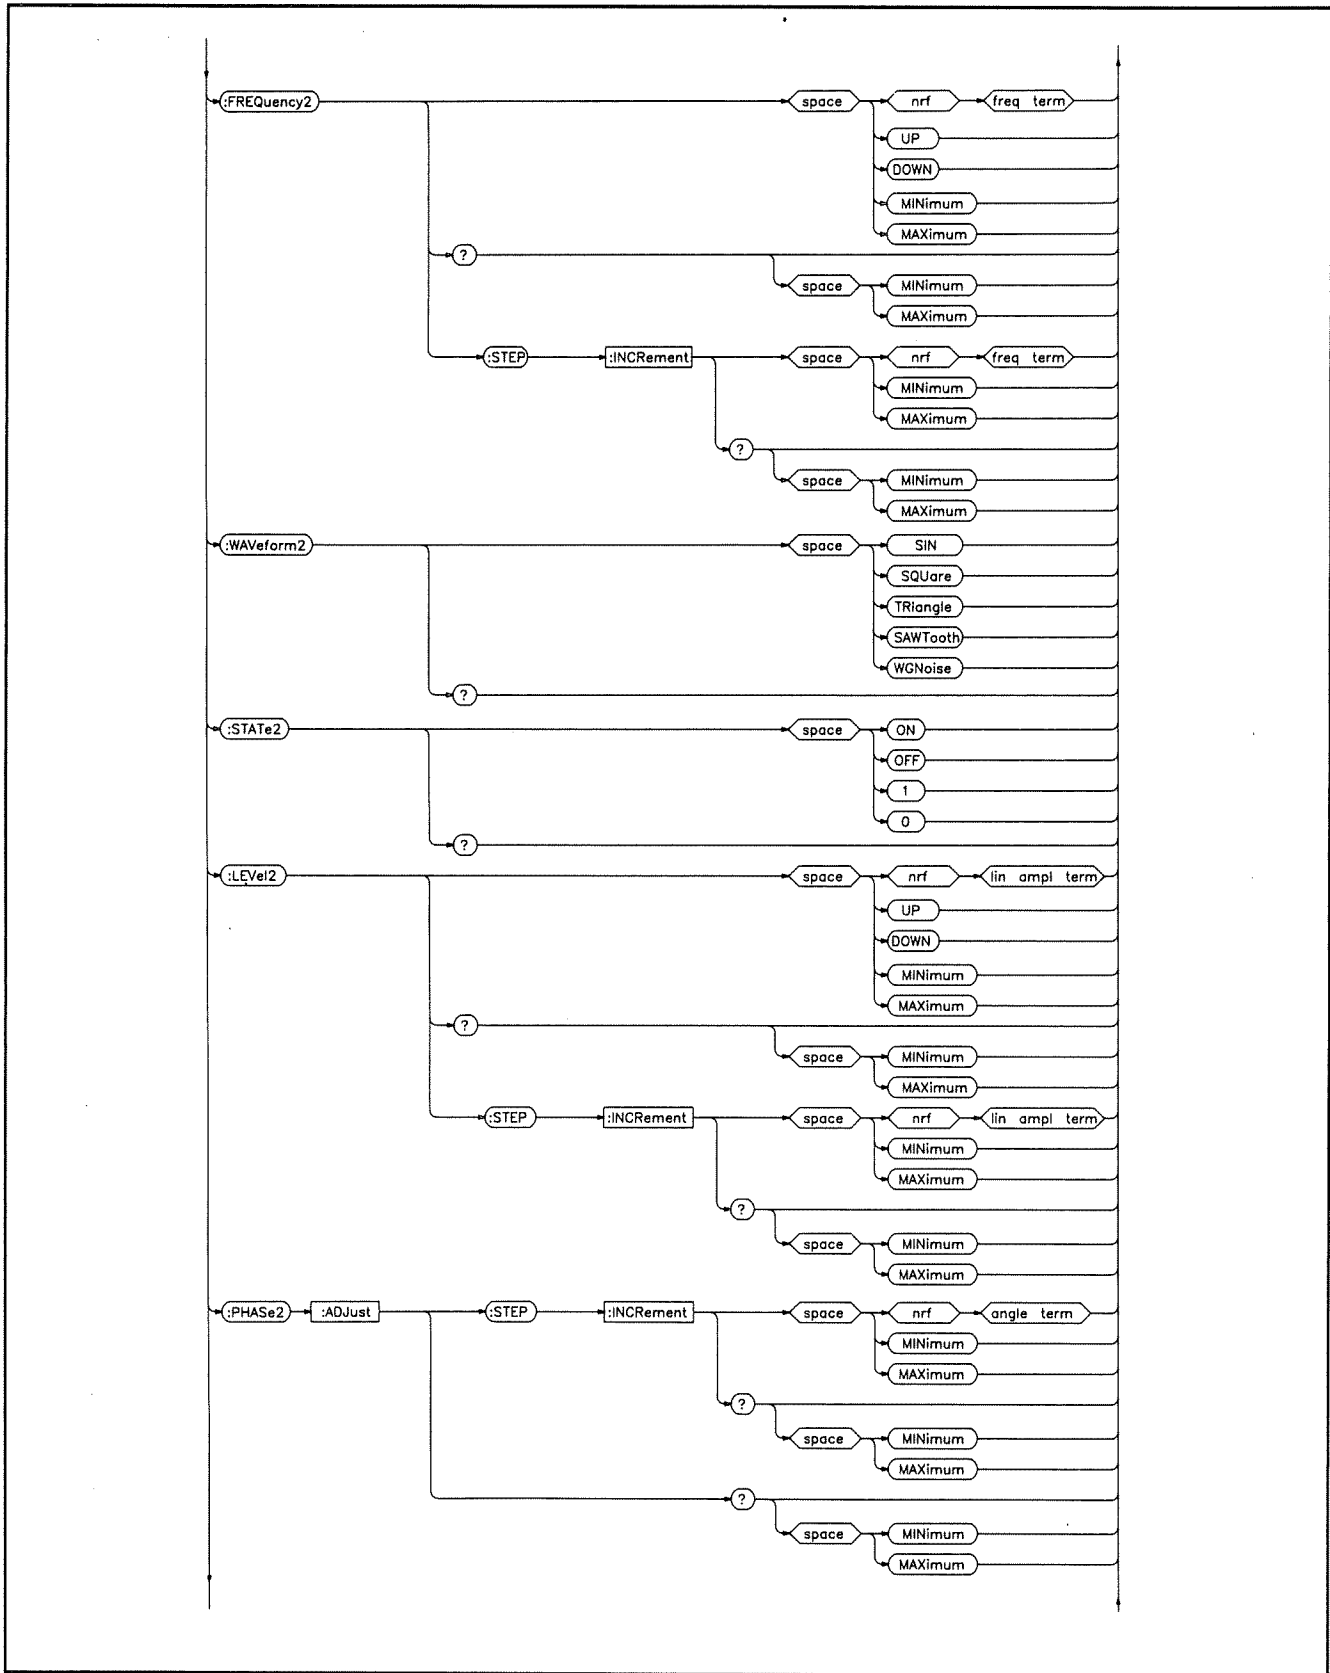 :FREQuency2 space nrf freq term
UP
DOWN
MINimum
MAXimum
?
space MINimum
MAXimum
:STEP :INCRement space nrf freq term
MINimum
MAXimum
?
space MINimum
MAXimum
:WAVeform2 space SIN
SQUare
TRIangle
SAWTooth
WGNoise
?
:STATe2 space ON
OFF
1
0
?
:LEVel2 space nrf lin ampl term
UP
DOWN
MINimum
MAXimum
?
space MINimum
MAXimum
:STEP :INCRement space nrf lin ampl term
MINimum
MAXimum
?
space MINimum
MAXimum
:PHASe2 :ADJust :STEP :INCRement space nrf angle term
MINimum
MAXimum
?
space MINimum
MAXimum
?
space MINimum
MAXimum